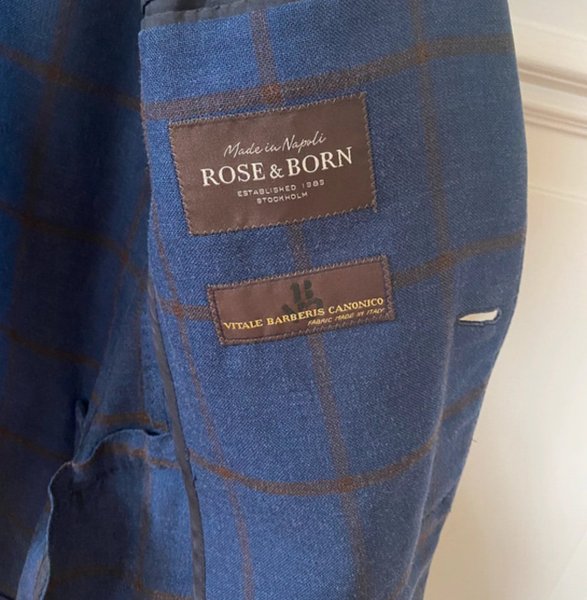 Made in Napoli
ROSE & BORN
ESTABLISHED 1985
STOCKHOLM
VITALE BARBERIS CANONICO
FABRIC MADE IN ITALY